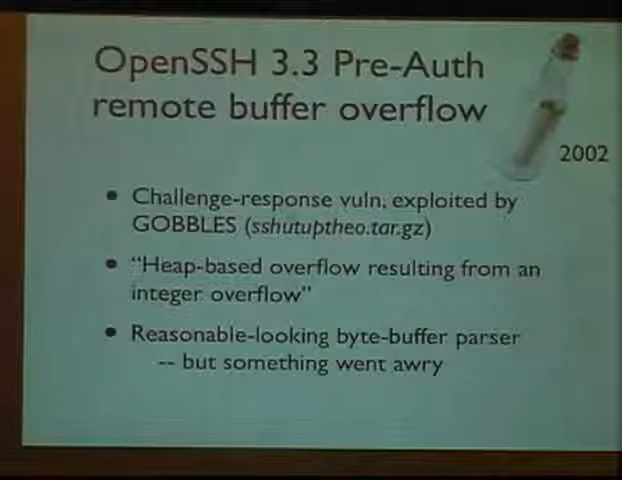 OpenSSH 3.3 Pre-Auth
remote buffer overflow
2002
• Challenge-response vuln, exploited by
GOBBLES (sshutuptheo.tar.gz)
• “Heap-based overflow resulting from an
integer overflow”
• Reasonable-looking byte-buffer parser
-- but something went awry